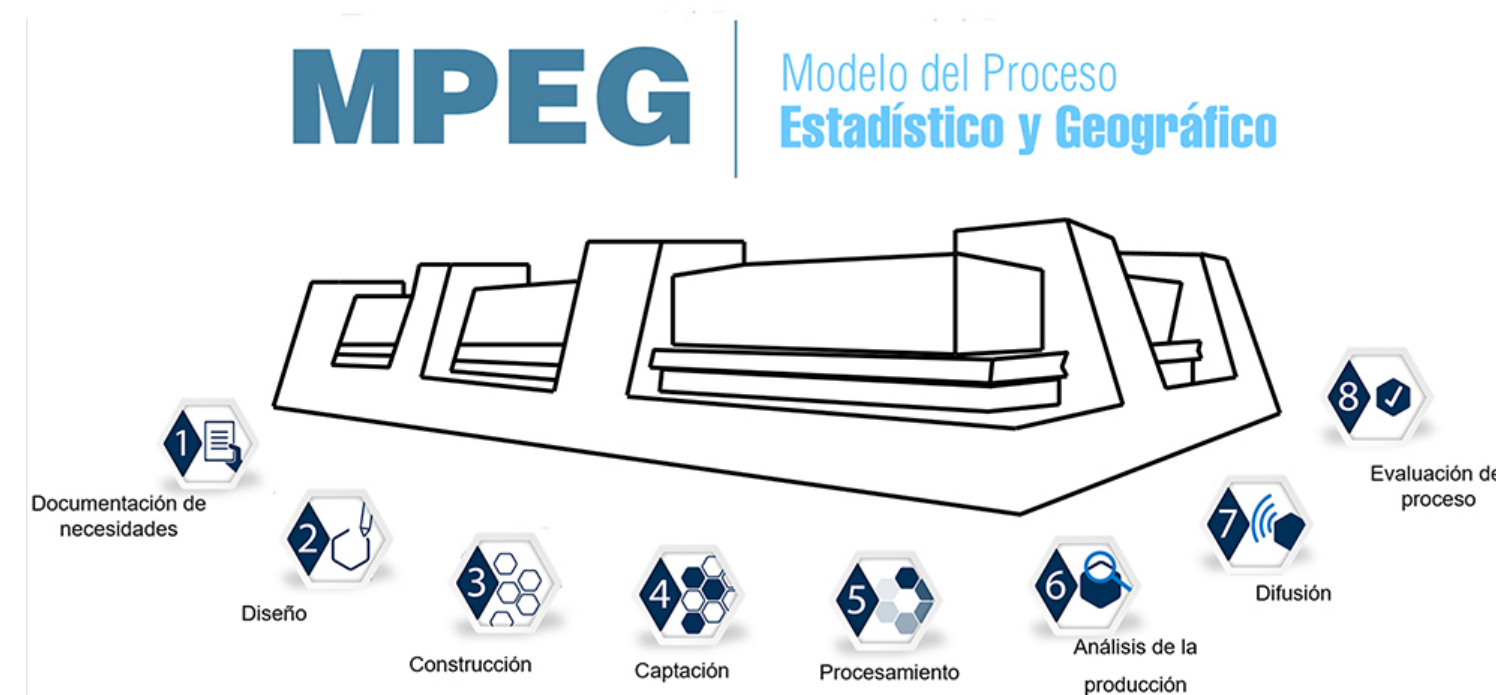 MPEG
Modelo del Proceso
Estadístico y Geográfico
1
Documentación de
necesidades
2
Diseño
3
Construcción
4
Captación
5
Procesamiento
6
Análisis de la
producción
7
Difusión
8
Evaluación de
proceso